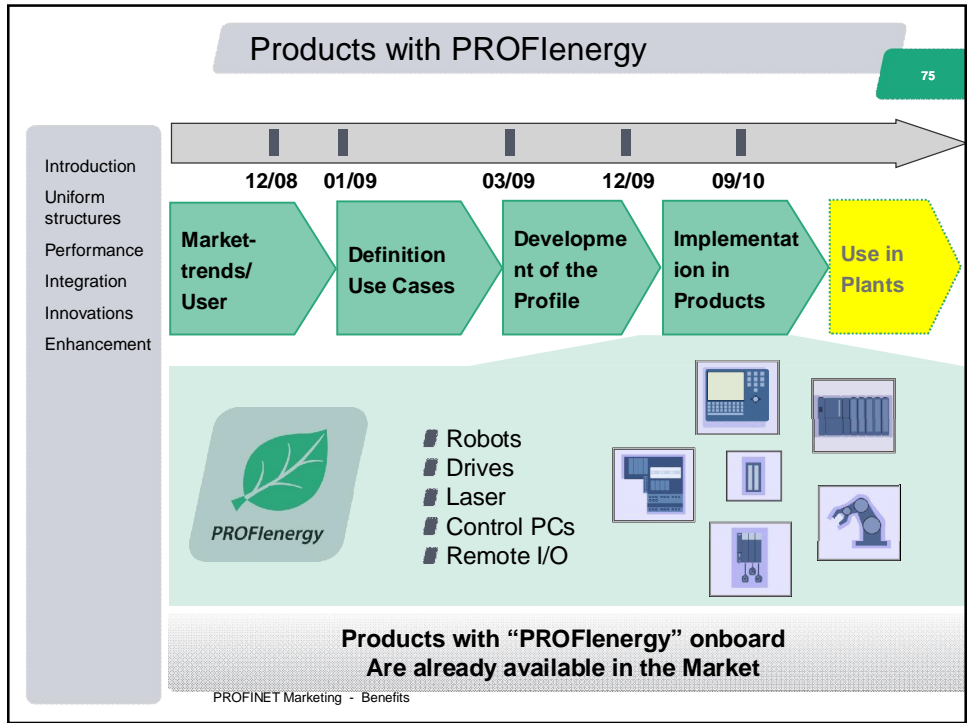 Products with PROFIenergy
75
Introduction
Uniform
structures
Performance
Integration
Innovations
Enhancement
12/08
01/09
03/09
12/09
09/10
Market-
trends/
User
Definition
Use Cases
Developme
nt of the
Profile
Implementat
ion in
Products
Use in
Plants
PROFIenergy
Robots
Drives
Laser
Control PCs
Remote I/O
Products with “PROFIenergy” onboard
Are already available in the Market
PROFINET Marketing - Benefits